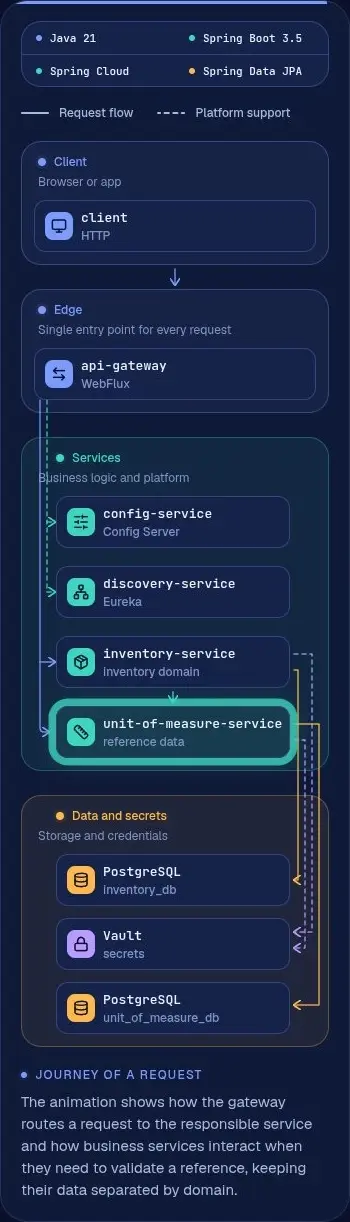 Java 21
Spring Boot 3.5
Spring Cloud
Spring Data JPA
Request flow
Platform support
Client
Browser or app
client
HTTP
Edge
Single entry point for every request
api-gateway
WebFlux
Services
Business logic and platform
config-service
Config Server
discovery-service
Eureka
inventory-service
Inventory domain
unit-of-measure-service
reference data
Data and secrets
Storage and credentials
PostgreSQL
inventory_db
Vault
secrets
PostgreSQL
unit_of_measure_db
JOURNEY OF A REQUEST
The animation shows how the gateway
routes a request to the responsible service
and how business services interact when
they need to validate a reference, keeping
their data separated by domain.